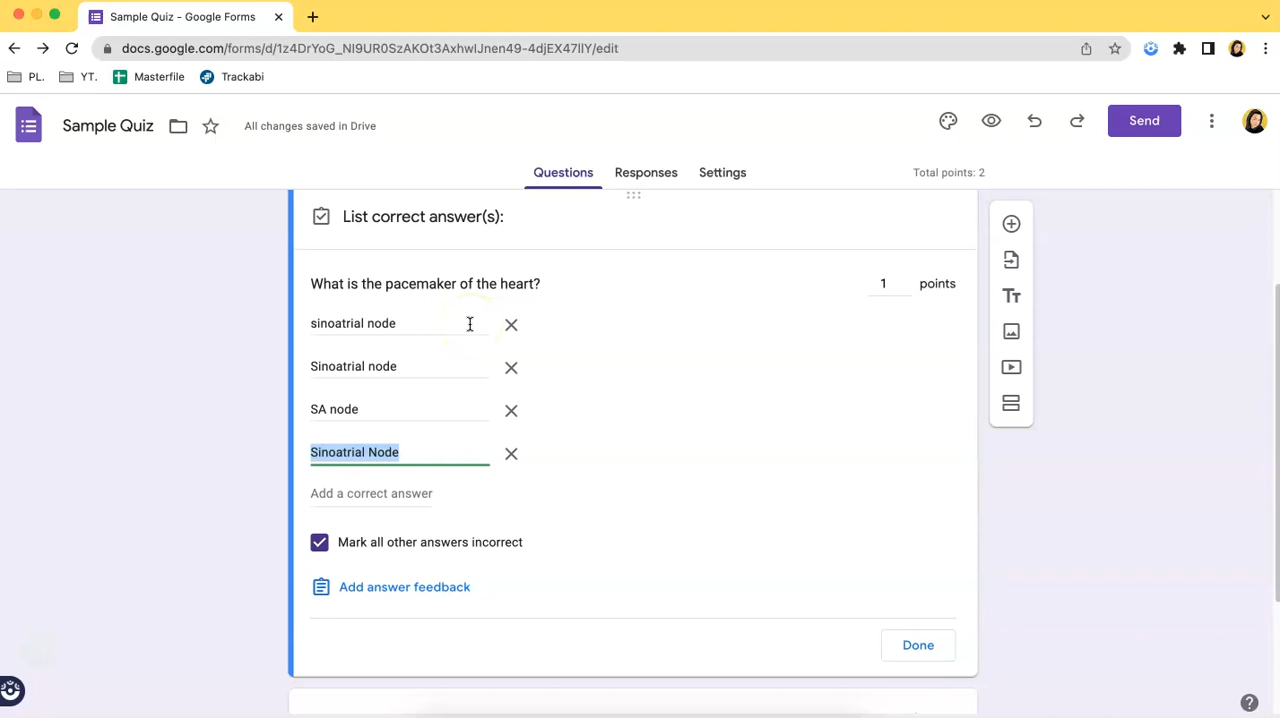 Sample Quiz - Google Forms
docs.google.com/forms/d/1z4DrYoG_NI9UR0SzAKOt3AxhwIJnen49-4djEX47llY/edit
PL.
YT.
Masterfile
Trackabi
Sample Quiz
All changes saved in Drive
Send
Questions
Responses
Settings
Total points: 2
List correct answer(s):
What is the pacemaker of the heart?
1 points
sinoatrial node
Sinoatrial node
SA node
Sinoatrial Node
Add a correct answer
Mark all other answers incorrect
Add answer feedback
Done